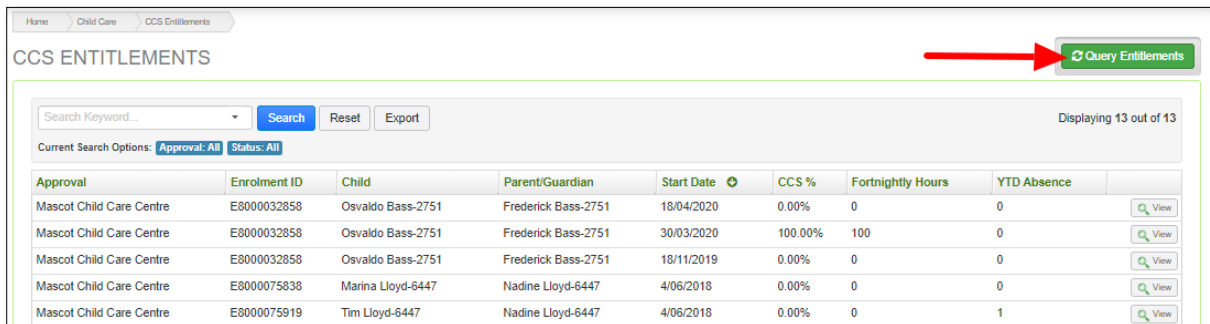 Home Child Care CCS Entitlements
CCS ENTITLEMENTS
Query Entitlements
Search Keyword... Search Reset Export Displaying 13 out of 13
Current Search Options: Approval: All Status: All
Approval Enrolment ID Child Parent/Guardian Start Date CCS % Fortnightly Hours YTD Absence
Mascot Child Care Centre E8000032858 Osvaldo Bass-2751 Frederick Bass-2751 18/04/2020 0.00% 0 0 View
Mascot Child Care Centre E8000032858 Osvaldo Bass-2751 Frederick Bass-2751 30/03/2020 100.00% 100 0 View
Mascot Child Care Centre E8000032858 Osvaldo Bass-2751 Frederick Bass-2751 18/11/2019 0.00% 0 0 View
Mascot Child Care Centre E8000075838 Marina Lloyd-6447 Nadine Lloyd-6447 4/06/2018 0.00% 0 0 View
Mascot Child Care Centre E8000075919 Tim Lloyd-6447 Nadine Lloyd-6447 4/06/2018 0.00% 0 1 View